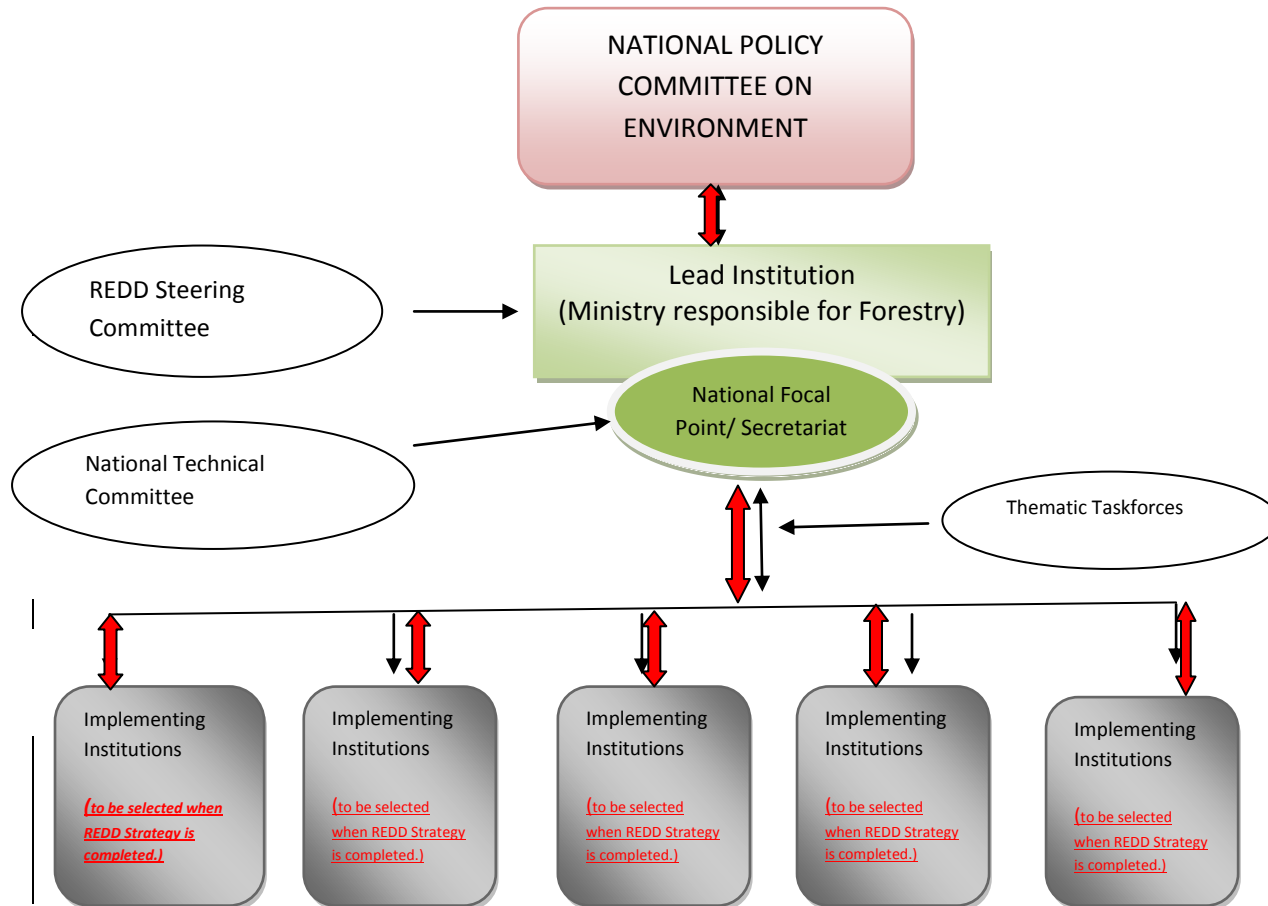 NATIONAL POLICY
COMMITTEE ON
ENVIRONMENT
Lead Institution
(Ministry responsible for Forestry)
REDD Steering
Committee
National Focal
Point/ Secretariat
National Technical
Committee
Thematic Taskforces
Implementing
Institutions
(to be selected when
REDD Strategy is
completed.)
Implementing
Institutions
(to be selected
when REDD Strategy
is completed.)
Implementing
Institutions
(to be selected
when REDD Strategy
is completed.)
Implementing
Institutions
(to be selected
when REDD Strategy
is completed.)
Implementing
Institutions
(to be selected
when REDD Strategy
is completed.)